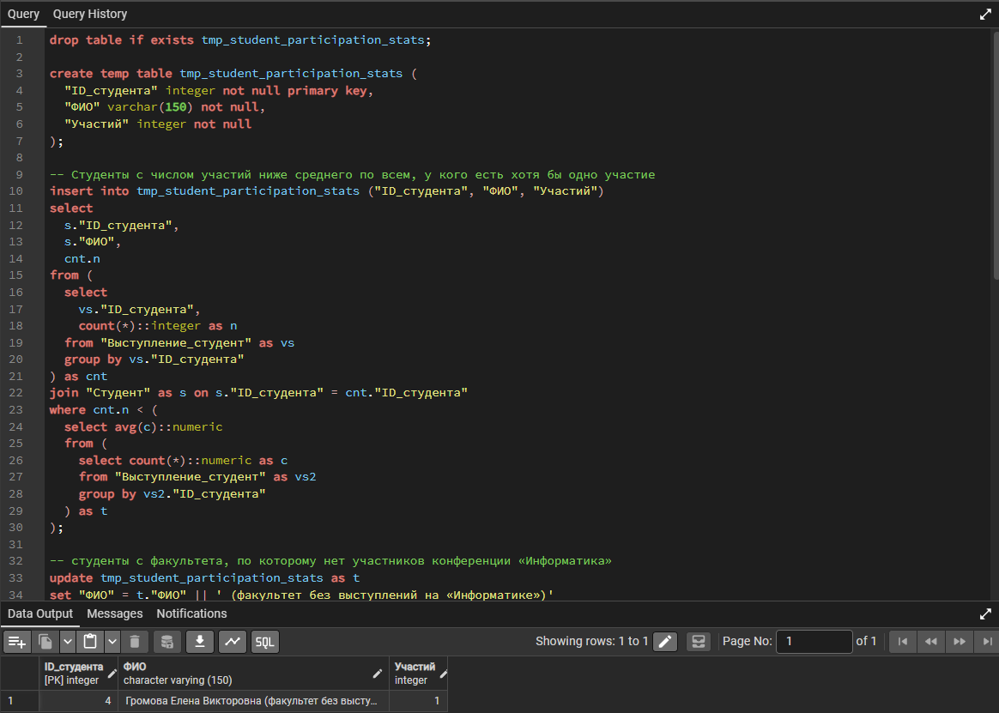 Query Query History
1 drop table if exists tmp_student_participation_stats;
2
3 create temp table tmp_student_participation_stats (
4 "ID_студента" integer not null primary key,
5 "ФИО" varchar(150) not null,
6 "Участий" integer not null
7 );
8
9 -- Студенты с числом участий ниже среднего по всем, у кого есть хотя бы одно участие
10 insert into tmp_student_participation_stats ("ID_студента", "ФИО", "Участий")
11 select
12 s."ID_студента",
13 s."ФИО",
14 cnt.n
15 from (
16 select
17 vs."ID_студента",
18 count(*)::integer as n
19 from "Выступление_студент" as vs
20 group by vs."ID_студента"
21 ) as cnt
22 join "Студент" as s on s."ID_студента" = cnt."ID_студента"
23 where cnt.n < (
24 select avg(c)::numeric
25 from (
26 select count(*)::numeric as c
27 from "Выступление_студент" as vs2
28 group by vs2."ID_студента"
29 ) as t
30 );
31
32 -- студенты с факультета, по которому нет участников конференции «Информатика»
33 update tmp_student_participation_stats as t
34 set "ФИО" = t."ФИО" || ' (факультет без выступлений на «Информатике»)'
Data Output Messages Notifications
SQL Showing rows: 1 to 1 Page No: 1 of 1
ID_студента ФИО Участий
[PK] integer character varying (150) integer
1 4 Громова Елена Викторовна (факультет без высту... 1